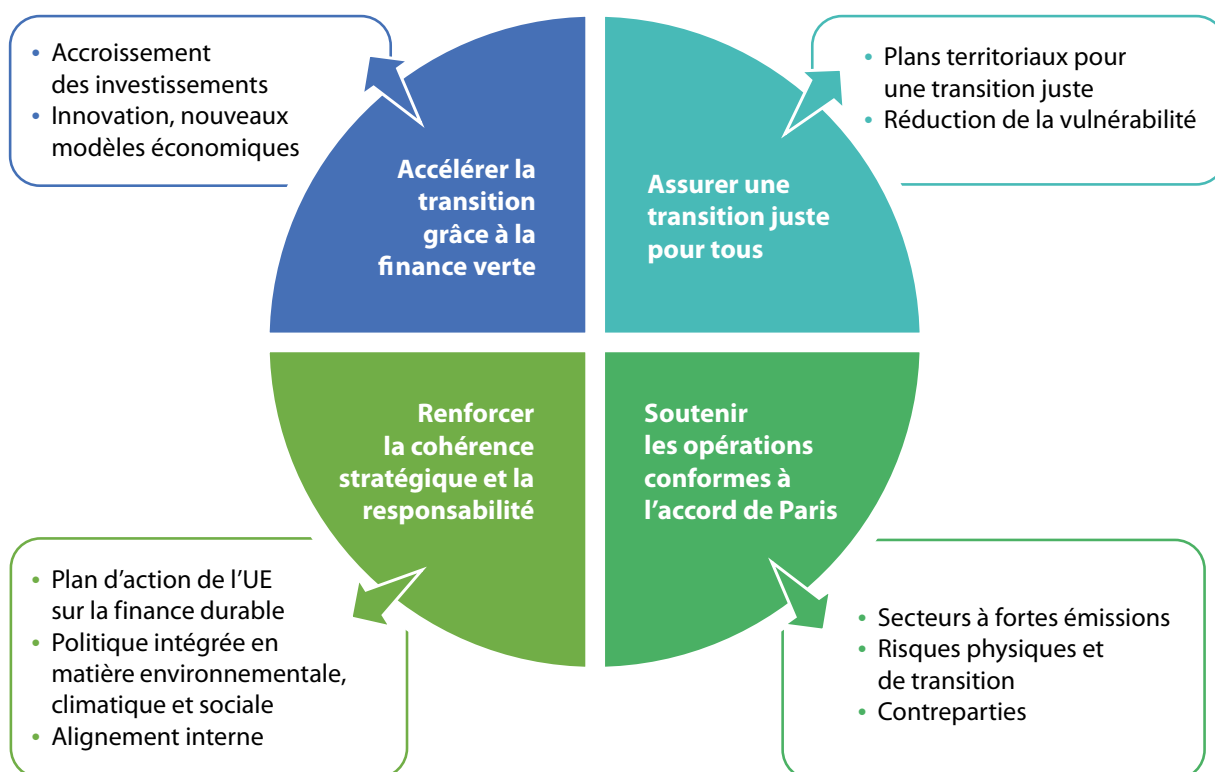 • Accroissement
des investissements
• Innovation, nouveaux
modèles économiques
Accélérer la
transition
grâce à la
finance verte
• Plans territoriaux pour
une transition juste
• Réduction de la vulnérabilité
Assurer une
transition juste
pour tous
Renforcer
la cohérence
stratégique et la
responsabilité
• Plan d’action de l’UE
sur la finance durable
• Politique intégrée en
matière environnementale,
climatique et sociale
• Alignement interne
Soutenir
les opérations
conformes à
l’accord de Paris
• Secteurs à fortes émissions
• Risques physiques et
de transition
• Contreparties